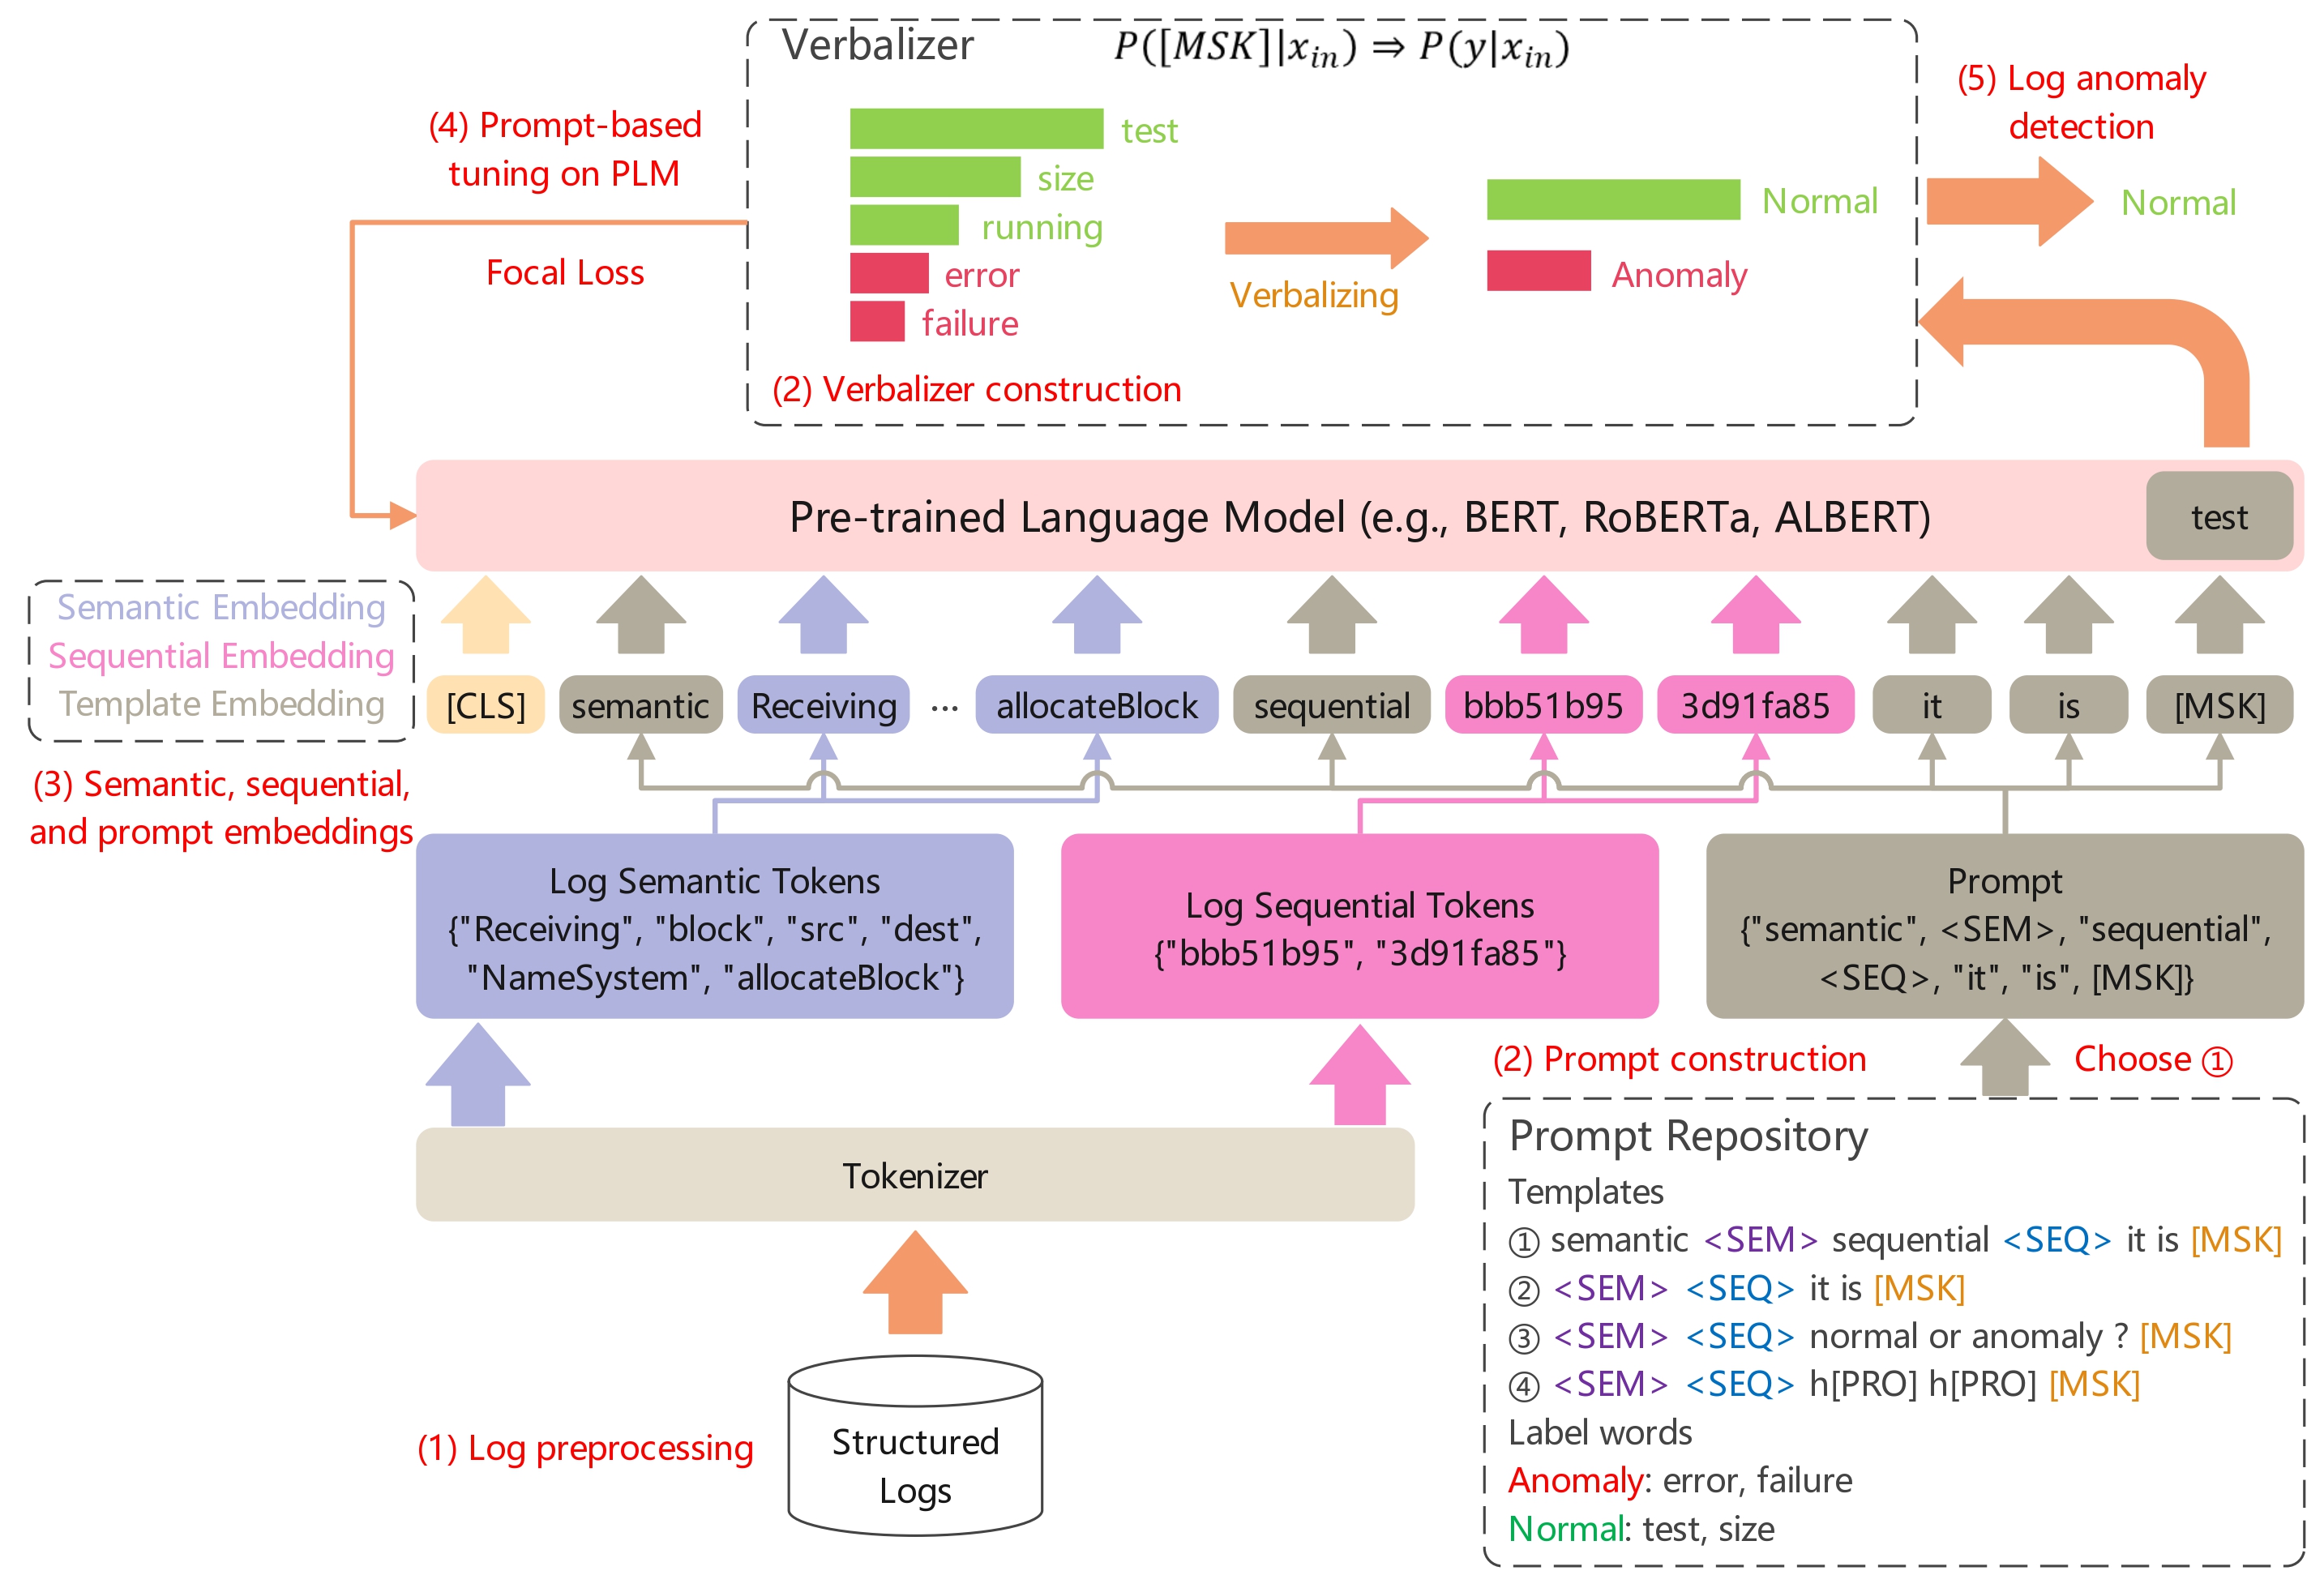 Verbalizer
P([MSK]|x_in) ⇒ P(y|x_in)
test
size
running
error
failure
Verbalizing
Normal
Anomaly
(2) Verbalizer construction
(4) Prompt-based
tuning on PLM
Focal Loss
(5) Log anomaly
detection
Normal
Pre-trained Language Model (e.g., BERT, RoBERTa, ALBERT)
test
Semantic Embedding
Sequential Embedding
Template Embedding
[CLS] semantic Receiving ... allocateBlock sequential bbb51b95 3d91fa85 it is [MSK]
(3) Semantic, sequential,
and prompt embeddings
Log Semantic Tokens
{"Receiving", "block", "src", "dest",
"NameSystem", "allocateBlock"}
Log Sequential Tokens
{"bbb51b95", "3d91fa85"}
Prompt
{"semantic", <SEM>, "sequential",
<SEQ>, "it", "is", [MSK]}
(2) Prompt construction
Choose ①
Tokenizer
Prompt Repository
Templates
① semantic <SEM> sequential <SEQ> it is [MSK]
② <SEM> <SEQ> it is [MSK]
③ <SEM> <SEQ> normal or anomaly ? [MSK]
④ <SEM> <SEQ> h[PRO] h[PRO] [MSK]
Label words
Anomaly: error, failure
Normal: test, size
(1) Log preprocessing
Structured
Logs